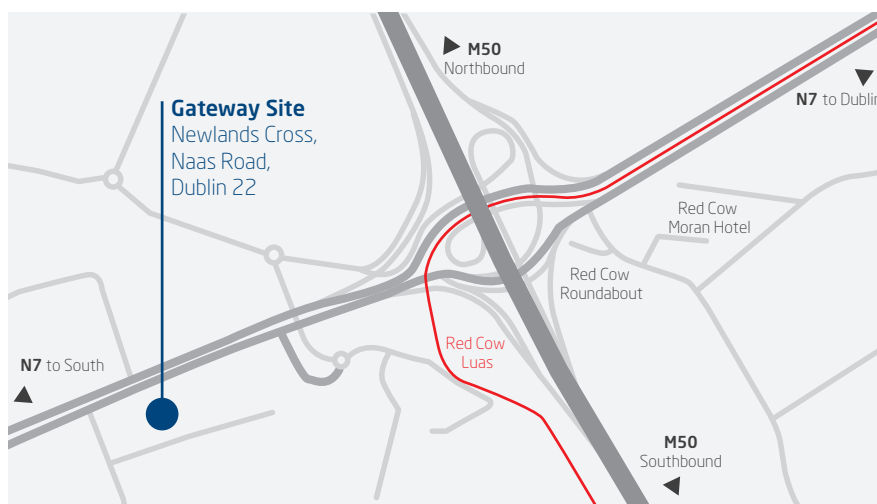 M50
Northbound
N7 to Dublin
Gateway Site
Newlands Cross,
Naas Road,
Dublin 22
Red Cow
Moran Hotel
Red Cow
Roundabout
Red Cow
Luas
N7 to South
M50
Southbound